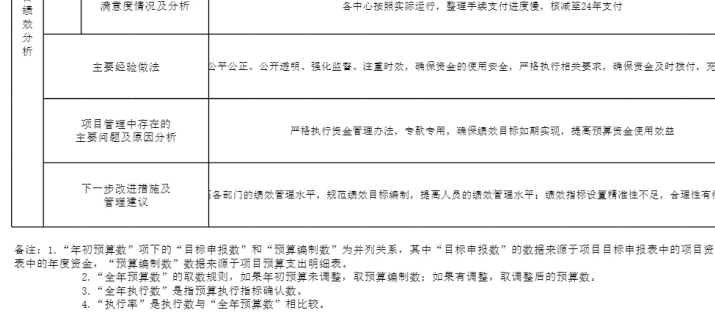 绩
效
分
析
满意度情况及分析
各中心按照实际运行，整理手续支付进度慢，核减至24年支付
主要经验做法
公平公正、公开透明、强化监督、注重时效，确保资金的使用安全，严格执行相关要求，确保资金及时拨付，充
项目管理中存在的
主要问题及原因分析
严格执行资金管理办法，专款专用，确保绩效目标如期实现，提高预算资金使用效益
下一步改进措施及
管理建议
各部门的绩效管理水平，规范绩效目标编制，提高人员的绩效管理水平；绩效指标设置精准性不足，合理性有
备注：1.“年初预算数”项下的“目标申报数”和“预算编制数”为并列关系，其中“目标申报数”的数据来源于项目目标申报表中的项目资
表中的年度资金，“预算编制数”数据来源于项目预算支出明细表。
2.“全年预算数”的取数规则，如果年初预算未调整，取预算编制数；如果有调整，取调整后的预算数。
3.“全年执行数”是指预算执行指标确认数。
4.“执行率”是执行数与“全年预算数”相比较。